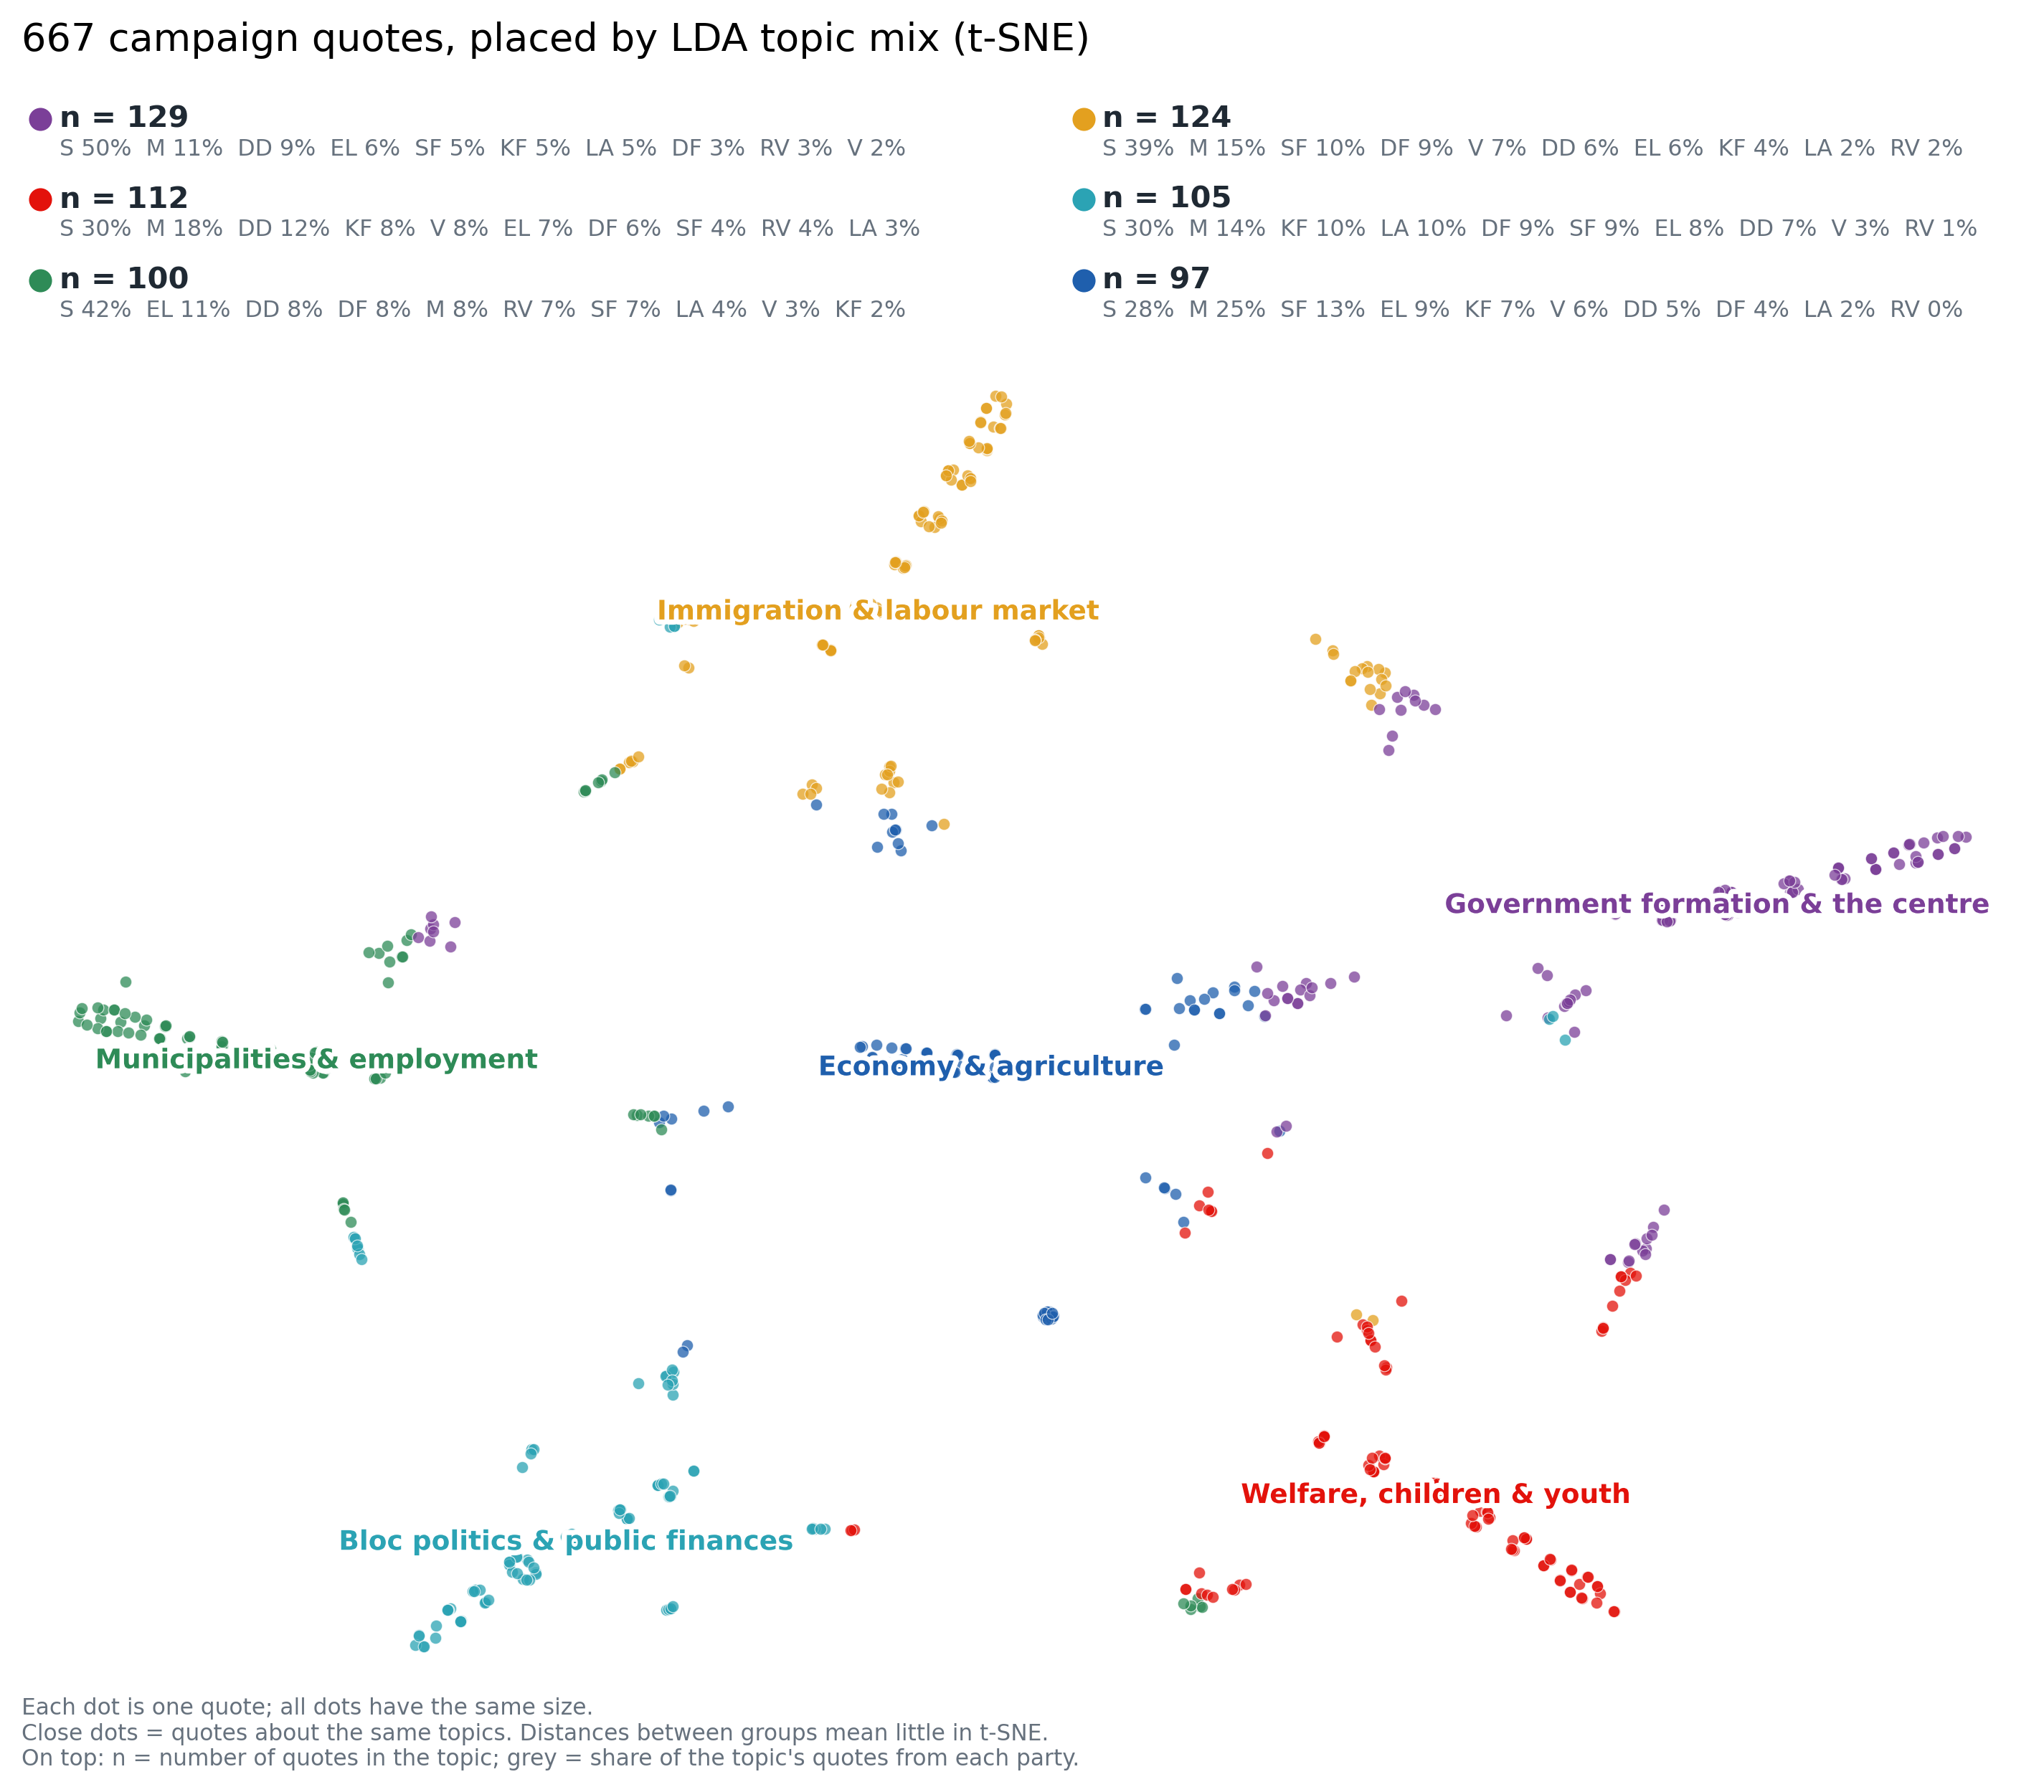 667 campaign quotes, placed by LDA topic mix (t-SNE)
n = 129
S 50% M 11% DD 9% EL 6% SF 5% KF 5% LA 5% DF 3% RV 3% V 2%
n = 124
S 39% M 15% SF 10% DF 9% V 7% DD 6% EL 6% KF 4% LA 2% RV 2%
n = 112
S 30% M 18% DD 12% KF 8% V 8% EL 7% DF 6% SF 4% RV 4% LA 3%
n = 105
S 30% M 14% KF 10% LA 10% DF 9% SF 9% EL 8% DD 7% V 3% RV 1%
n = 100
S 42% EL 11% DD 8% DF 8% M 8% RV 7% SF 7% LA 4% V 3% KF 2%
n = 97
S 28% M 25% SF 13% EL 9% KF 7% V 6% DD 5% DF 4% LA 2% RV 0%
Immigration & labour market
Government formation & the centre
Municipalities & employment
Economy & agriculture
Welfare, children & youth
Bloc politics & public finances
Each dot is one quote; all dots have the same size.
Close dots = quotes about the same topics. Distances between groups mean little in t-SNE.
On top: n = number of quotes in the topic; grey = share of the topic's quotes from each party.